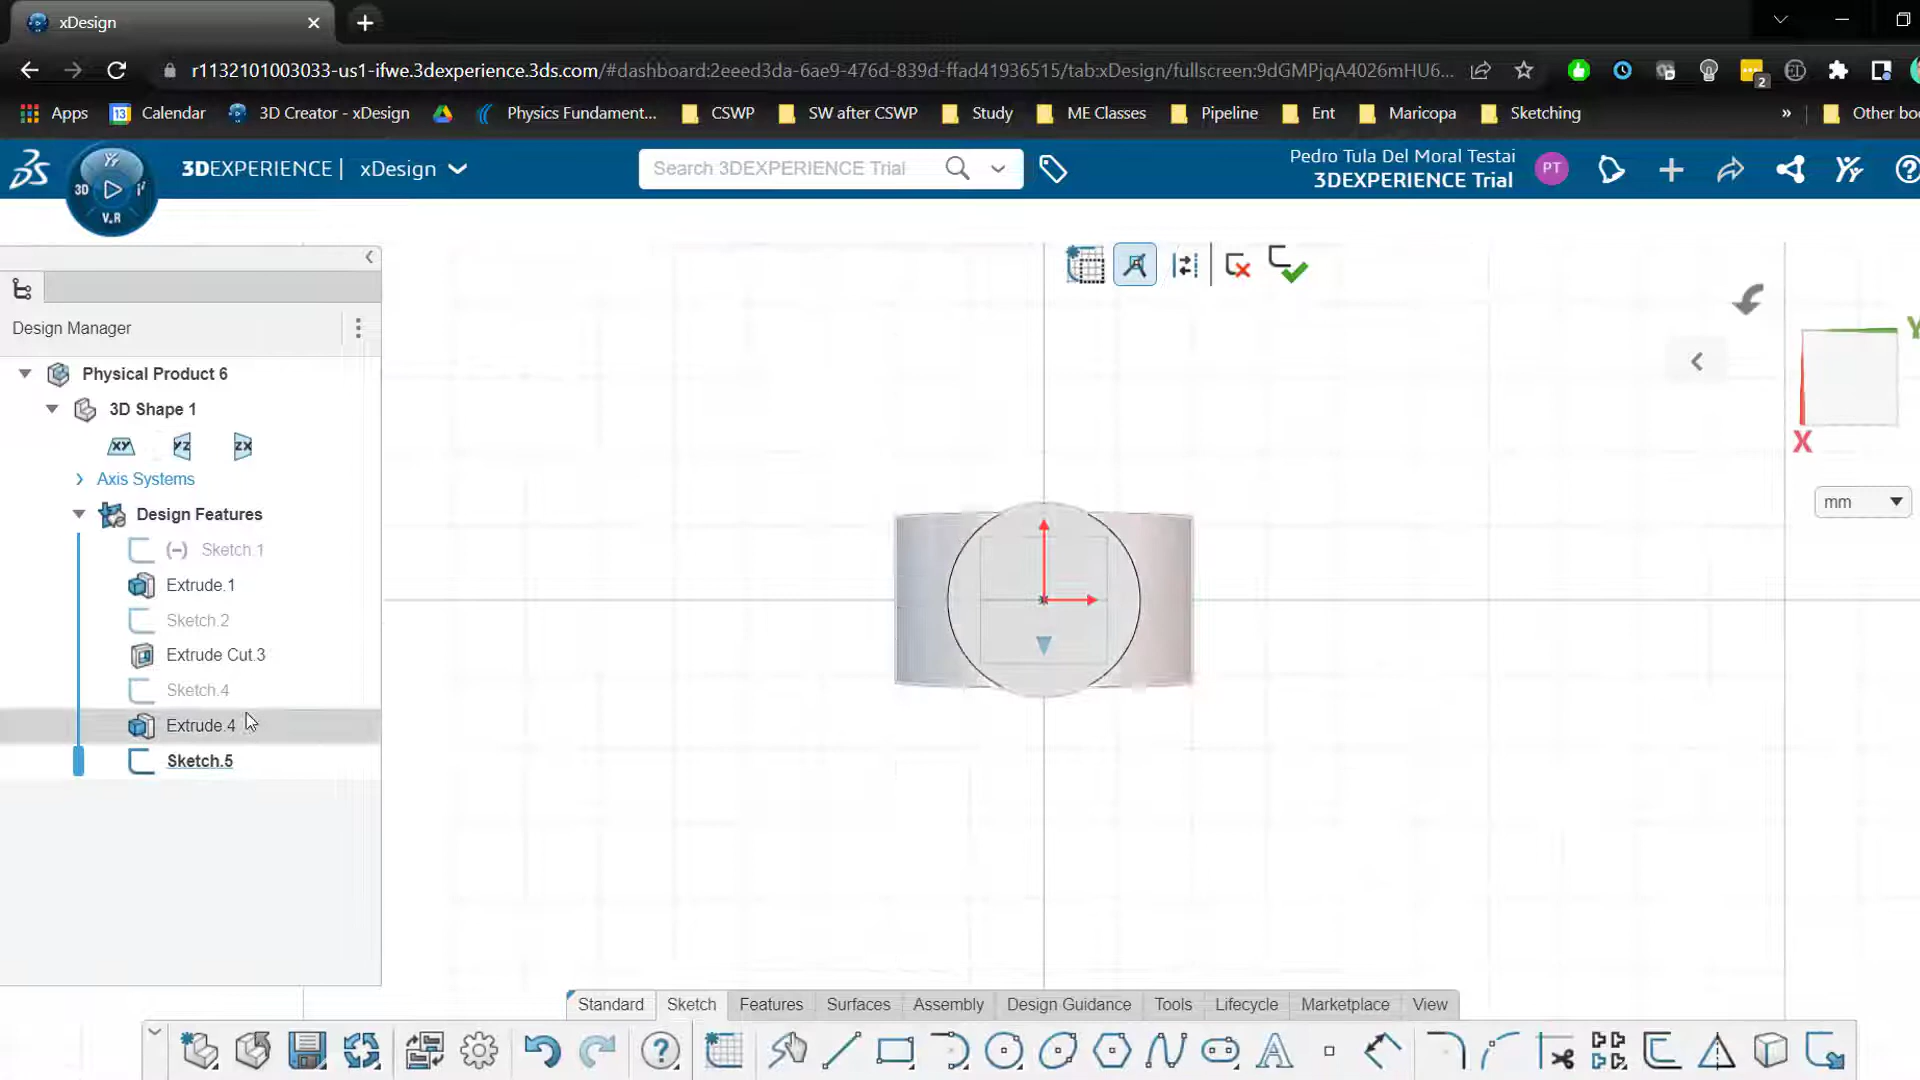 xDesign
r1132101003033-us1-ifwe.3dexperience.3ds.com/#dashboard:2eeed3da-6ae9-476d-839d-ffad41936515/tab:xDesign/fullscreen:9dGMPjqA4026mHU6...
2
Apps
13
Calendar
3D Creator - xDesign
Physics Fundament...
CSWP
SW after CSWP
Study
ME Classes
Pipeline
Ent
Maricopa
Sketching
»
Other boo
3DEXPERIENCE | xDesign
3D
V.R
Search 3DEXPERIENCE Trial
Pedro Tula Del Moral Testai
3DEXPERIENCE Trial
PT
Design Manager
Physical Product 6
3D Shape 1
XY
YZ
ZX
Axis Systems
Design Features
(-) Sketch.1
Extrude.1
Sketch.2
Extrude Cut.3
Sketch.4
Extrude.4
Sketch.5
Y
X
mm
Standard
Sketch
Features
Surfaces
Assembly
Design Guidance
Tools
Lifecycle
Marketplace
View